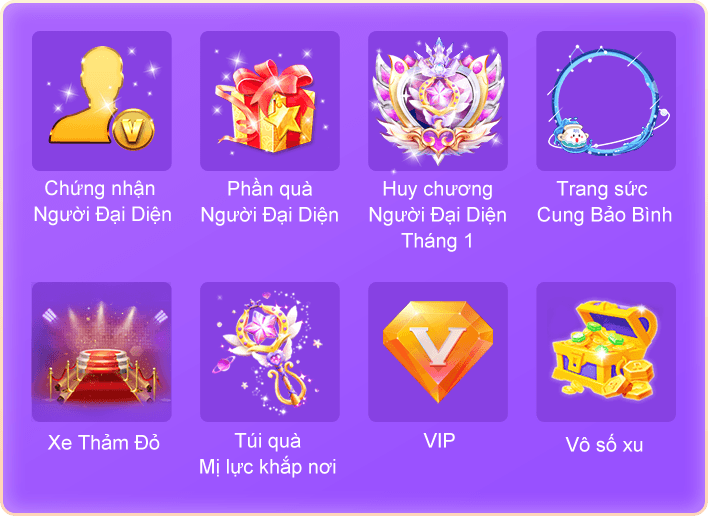 V
Chứng nhận
Người Đại Diện
Phần quà
Người Đại Diện
Huy chương
Người Đại Diện
Tháng 1
Trang sức
Cung Bảo Bình
V
Xe Thảm Đỏ
Túi quà
Mị lực khắp nơi
VIP
Vô số xu